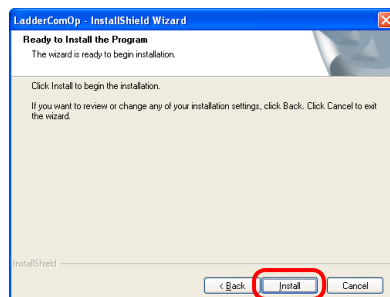 LadderComOp - InstallShield Wizard
Ready to Install the Program
The wizard is ready to begin installation.
Click Install to begin the installation.
If you want to review or change any of your installation settings, click Back. Click Cancel to exit
the wizard.
InstallShield
< Back Install Cancel